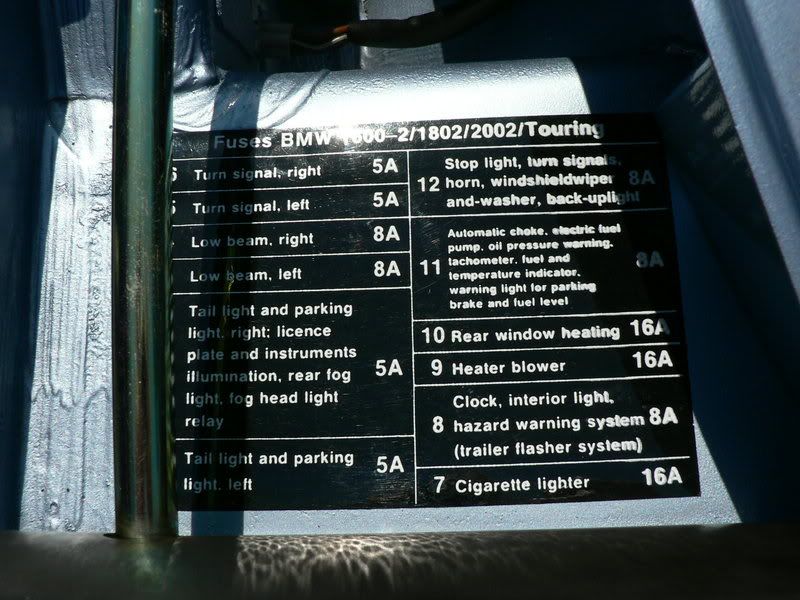 Fuses BMW 1600-2/1802/2002/Touring
6 Turn signal, right 5A
5 Turn signal, left 5A
Low beam, right 8A
Low beam, left 8A
Tail light and parking
light, right: licence
plate and instruments
illumination, rear fog 5A
light, fog head light
relay
Tail light and parking 5A
light, left
Stop light, turn signals,
12 horn, windshieldwiper 8A
and-washer, back-uplight
Automatic choke, electric fuel
pump, oil pressure warning,
tachometer, fuel and
11 temperature indicator, 8A
warning light for parking
brake and fuel level
10 Rear window heating 16A
9 Heater blower 16A
Clock, interior light,
8 hazard warning system 8A
(trailer flasher system)
7 Cigarette lighter 16A